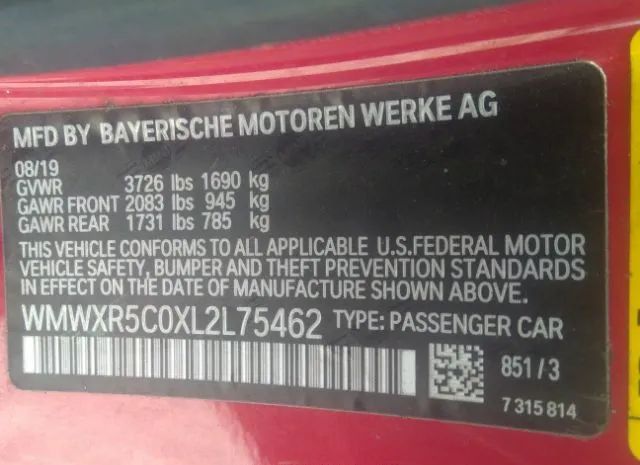 MFD BY BAYERISCHE MOTOREN WERKE AG
08/19
GVWR 3726 lbs 1690 kg
GAWR FRONT 2083 lbs 945 kg
GAWR REAR 1731 lbs 785 kg
THIS VEHICLE CONFORMS TO ALL APPLICABLE U.S.FEDERAL MOTOR
VEHICLE SAFETY, BUMPER AND THEFT PREVENTION STANDARDS
IN EFFECT ON THE DATE OF MANUFACTURE SHOWN ABOVE.
WMWXR5C0XL2L75462 TYPE: PASSENGER CAR
851/3
7 315 814